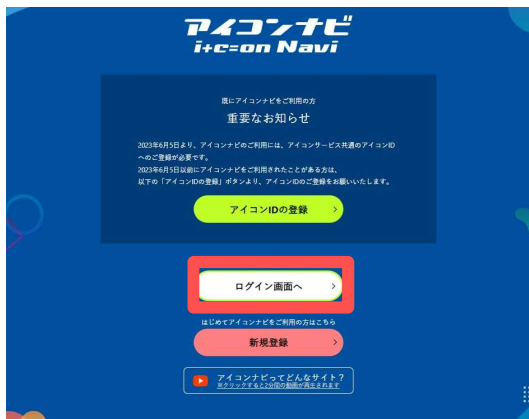 アイコンナビ
i+c=on Navi
既にアイコンナビをご利用の方
重要なお知らせ
2023年6月5日より、アイコンナビのご利用には、アイコンサービス共通のアイコンID
へのご登録が必要です。
2023年6月5日以前にアイコンナビをご利用されたことがある方は、
以下の「アイコンIDの登録」ボタンより、アイコンIDのご登録をお願いいたします。
アイコンIDの登録
ログイン画面へ
はじめてアイコンナビをご利用の方はこちら
新規登録
アイコンナビってどんなサイト？
※クリックすると2分間の動画が再生されます